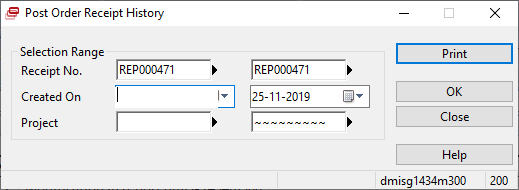 Post Order Receipt History
Selection Range
Receipt No. REP000471 REP000471
Created On 25-11-2019
Project ~~~~~~~~~
Print
OK
Close
Help
dmisg1434m300 200